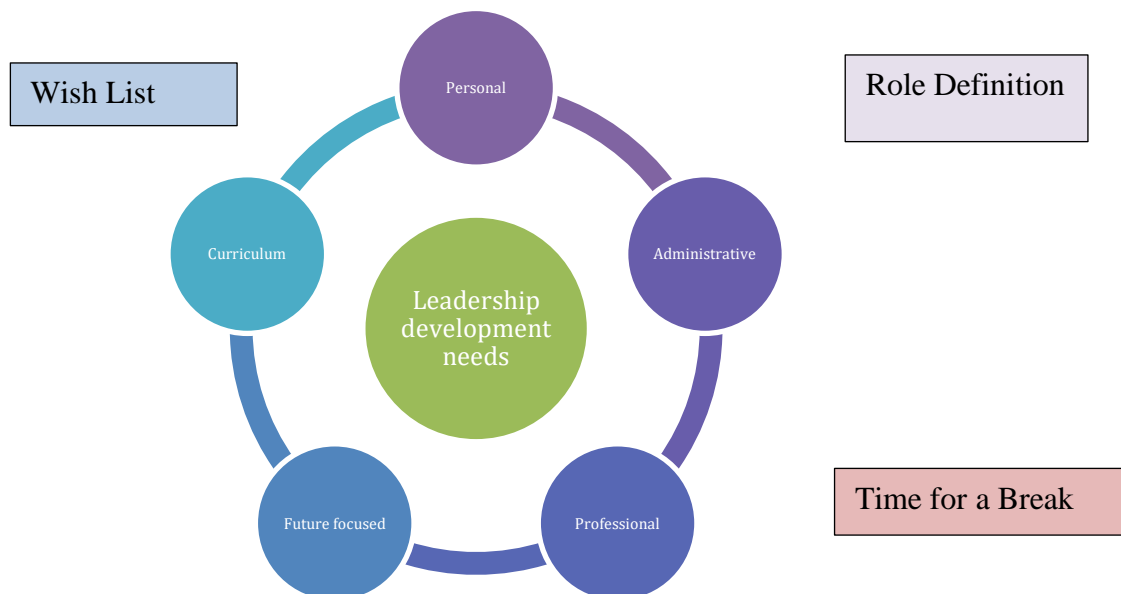 Personal
Wish List
Role Definition
Curriculum
Administrative
Leadership
development
needs
Time for a Break
Future focused
Professional